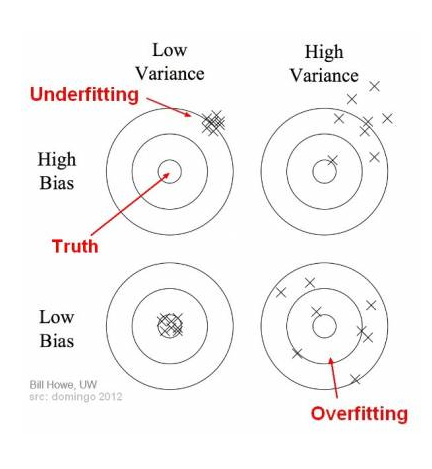 Low
Variance
High
Variance
Underfitting
High
Bias
Truth
Low
Bias
Bill Howe, UW
src: domingo 2012
Overfitting